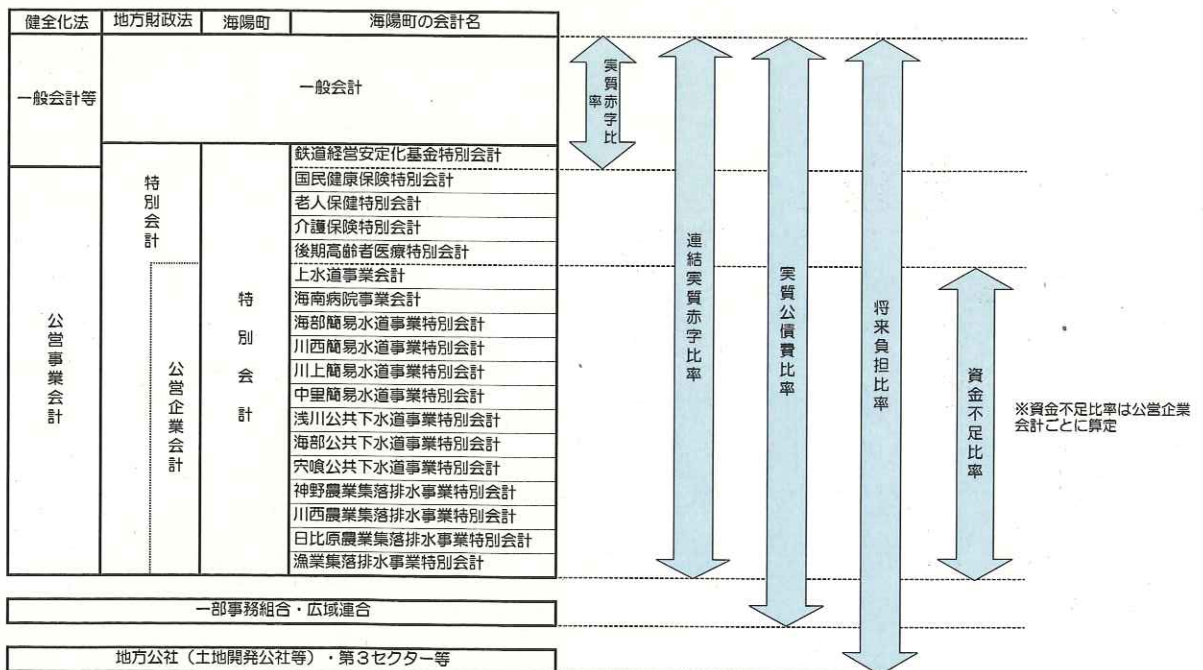 健全化法 地方財政法 海陽町 海陽町の会計名
一般会計等
一般会計
特別会計
特別会計
鉄道経営安定化基金特別会計
公営事業会計
国民健康保険特別会計
老人保健特別会計
介護保険特別会計
後期高齢者医療特別会計
公営企業会計
上水道事業会計
海南病院事業会計
海部簡易水道事業特別会計
川西簡易水道事業特別会計
川上簡易水道事業特別会計
中里簡易水道事業特別会計
浅川公共下水道事業特別会計
海部公共下水道事業特別会計
宍喰公共下水道事業特別会計
神野農業集落排水事業特別会計
川西農業集落排水事業特別会計
日比原農業集落排水事業特別会計
漁業集落排水事業特別会計
一部事務組合・広域連合
地方公社（土地開発公社等）・第3セクター等
実質赤字比率
連結実質赤字比率
実質公債費比率
将来負担比率
資金不足比率
※資金不足比率は公営企業
会計ごとに算定